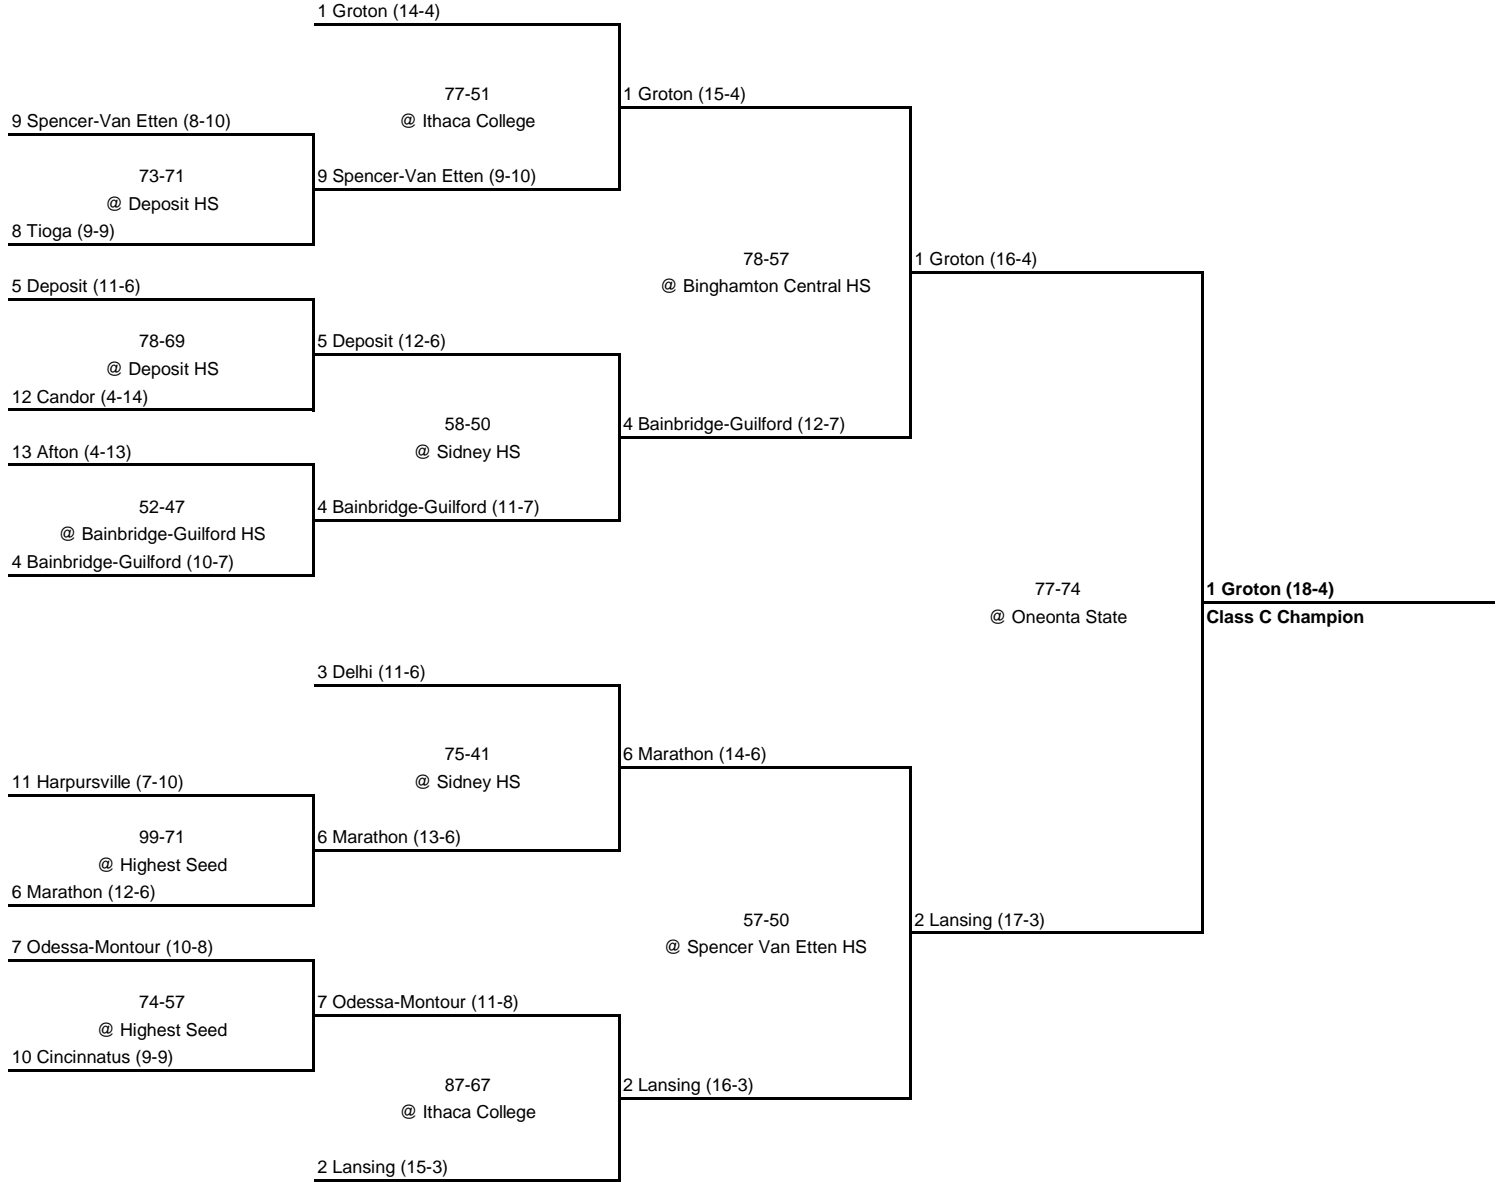 1 Groton (14-4)
77-51
@ Ithaca College
1 Groton (15-4)
9 Spencer-Van Etten (8-10)
73-71
@ Deposit HS
9 Spencer-Van Etten (9-10)
8 Tioga (9-9)
78-57
@ Binghamton Central HS
1 Groton (16-4)
5 Deposit (11-6)
78-69
@ Deposit HS
5 Deposit (12-6)
12 Candor (4-14)
58-50
@ Sidney HS
4 Bainbridge-Guilford (12-7)
13 Afton (4-13)
52-47
@ Bainbridge-Guilford HS
4 Bainbridge-Guilford (11-7)
4 Bainbridge-Guilford (10-7)
77-74
@ Oneonta State
1 Groton (18-4)
Class C Champion
3 Delhi (11-6)
75-41
@ Sidney HS
6 Marathon (14-6)
11 Harpursville (7-10)
99-71
@ Highest Seed
6 Marathon (13-6)
6 Marathon (12-6)
57-50
@ Spencer Van Etten HS
2 Lansing (17-3)
7 Odessa-Montour (10-8)
74-57
@ Highest Seed
7 Odessa-Montour (11-8)
10 Cincinnatus (9-9)
87-67
@ Ithaca College
2 Lansing (16-3)
2 Lansing (15-3)